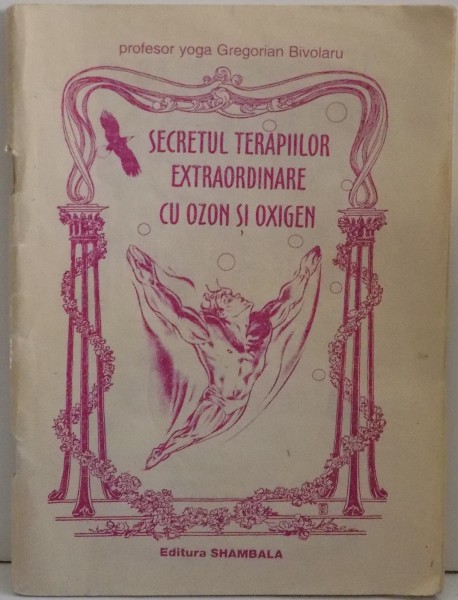 profesor yoga Gregorian Bivolaru
SECRETUL TERAPIILOR
EXTRAORDINARE
CU OZON ȘI OXIGEN
Editura SHAMBALA